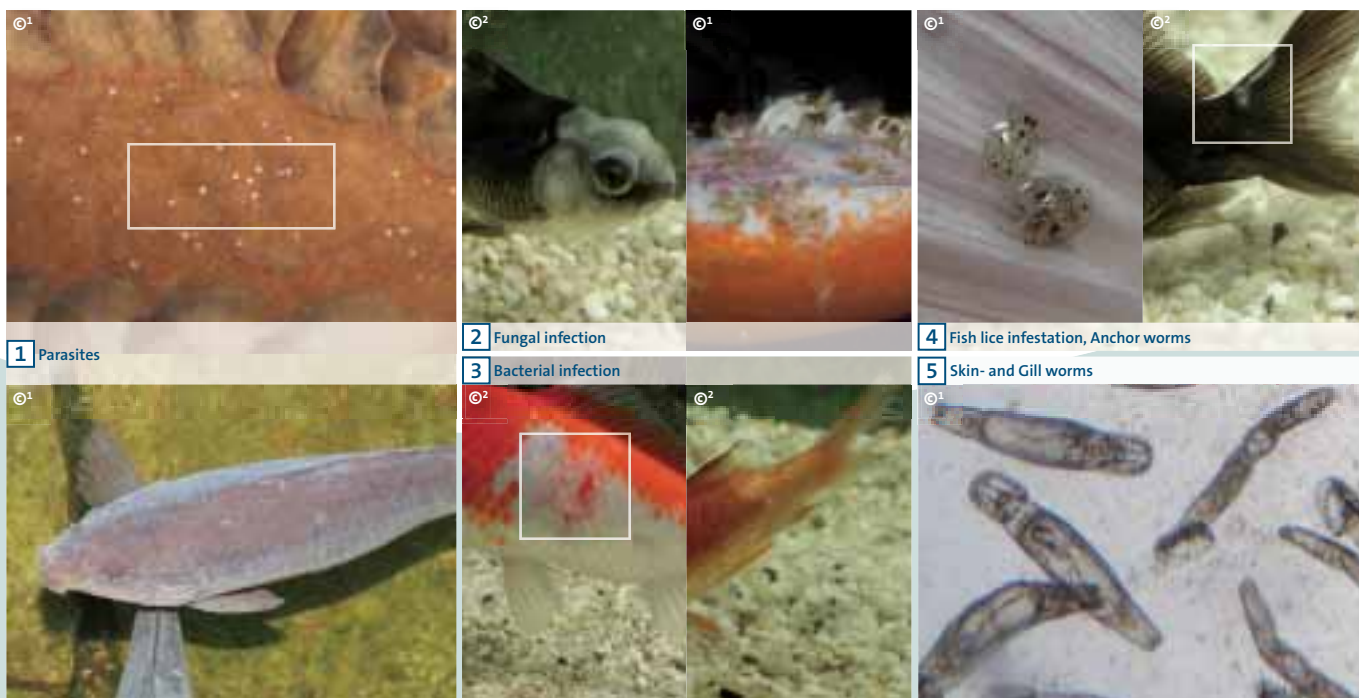 ©1
©2
©1
©1
©2
1 Parasites
2 Fungal infection
4 Fish lice infestation, Anchor worms
3 Bacterial infection
5 Skin- and Gill worms
©1
©2
©2
©1